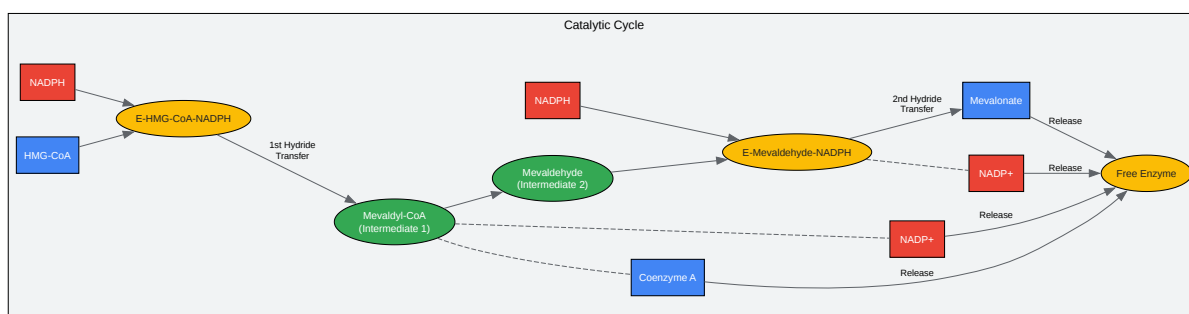 Catalytic Cycle
NADPH
HMG-CoA
E-HMG-CoA-NADPH
1st Hydride
Transfer
Mevaldyl-CoA
(Intermediate 1)
Mevaldehyde
(Intermediate 2)
NADPH
E-Mevaldehyde-NADPH
2nd Hydride
Transfer
Mevalonate
Release
NADP+
Release
Free Enzyme
NADP+
Release
Coenzyme A
Release